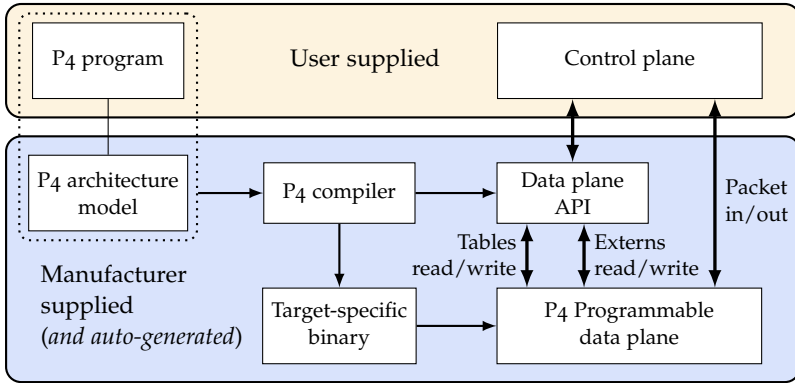 P4 program
User supplied
Control plane
P4 architecture
model
P4 compiler
Data plane
API
Packet
in/out
Tables
read/write
Externs
read/write
Manufacturer
supplied
(and auto-generated)
Target-specific
binary
P4 Programmable
data plane